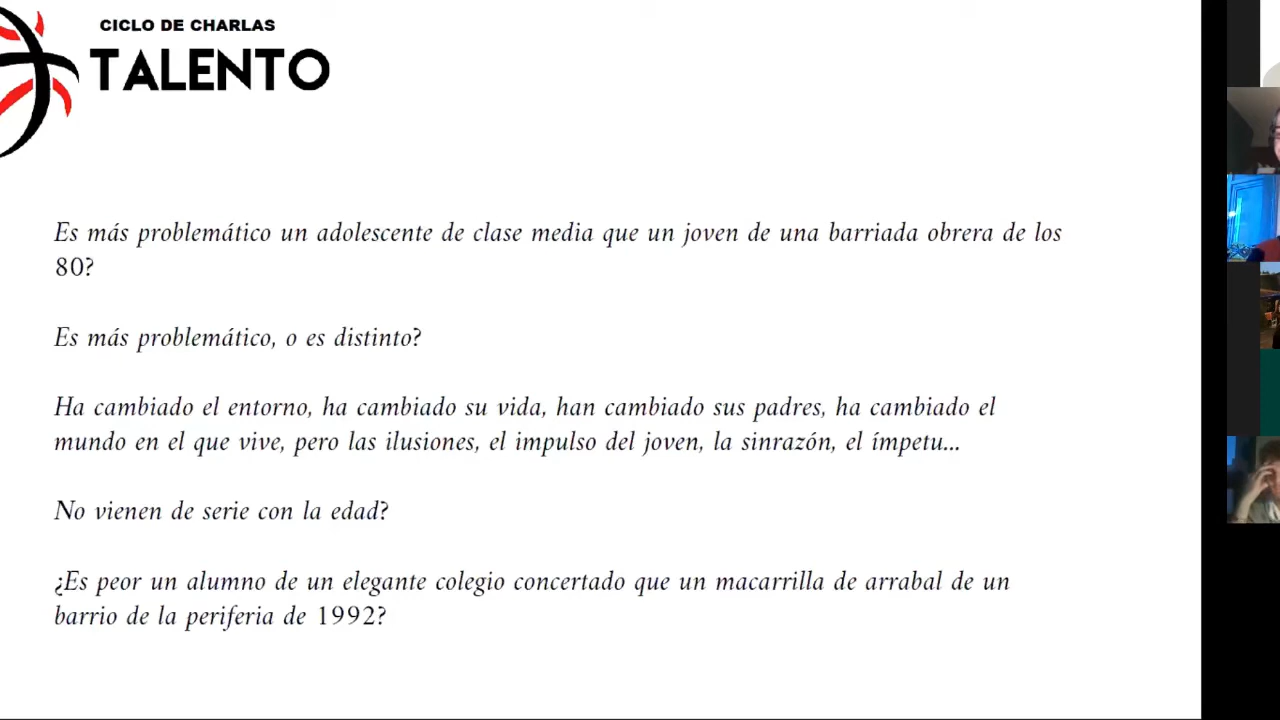 CICLO DE CHARLAS
TALENTO
Es más problemático un adolescente de clase media que un joven de una barriada obrera de los
80?
Es más problemático, o es distinto?
Ha cambiado el entorno, ha cambiado su vida, han cambiado sus padres, ha cambiado el
mundo en el que vive, pero las ilusiones, el impulso del joven, la sinrazón, el ímpetu...
No vienen de serie con la edad?
¿Es peor un alumno de un elegante colegio concertado que un macarrilla de arrabal de un
barrio de la periferia de 1992?